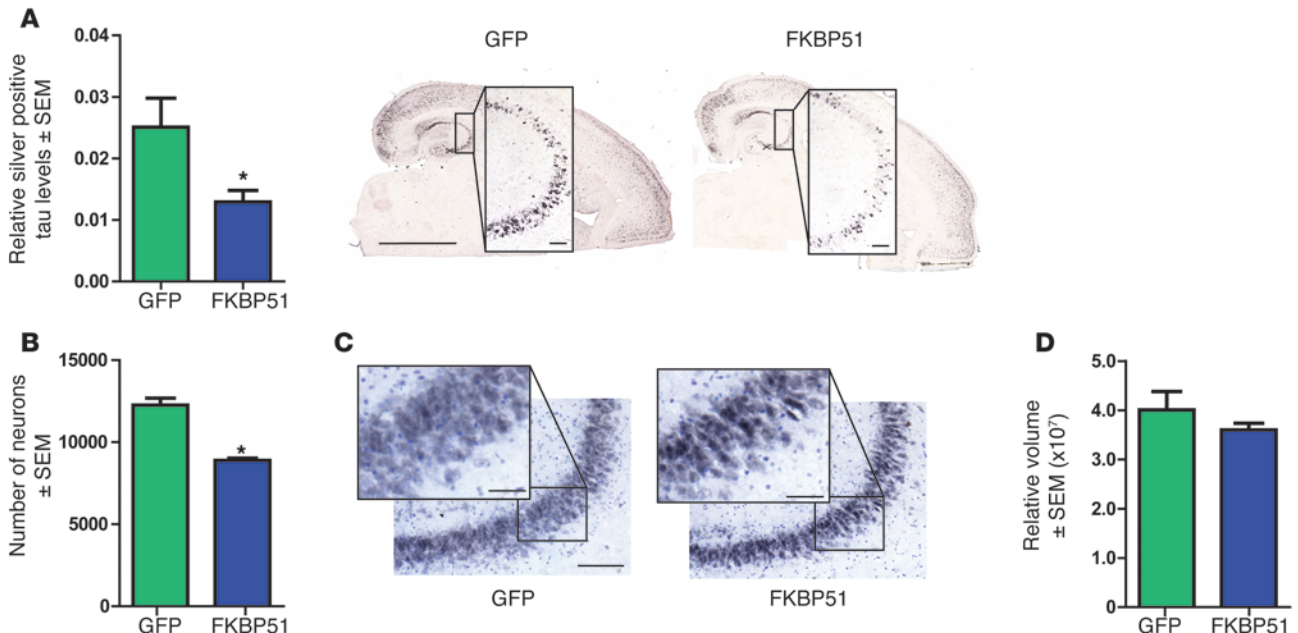 A
Relative silver positive
tau levels ± SEM
0.04
0.03
0.02
0.01
0.00
*
GFP
FKBP51
GFP
FKBP51
B
Number of neurons
± SEM
15000
10000
5000
0
*
GFP
FKBP51
C
GFP
FKBP51
D
Relative volume
± SEM (x10⁷)
5.0
4.0
3.0
2.0
1.0
0
GFP
FKBP51